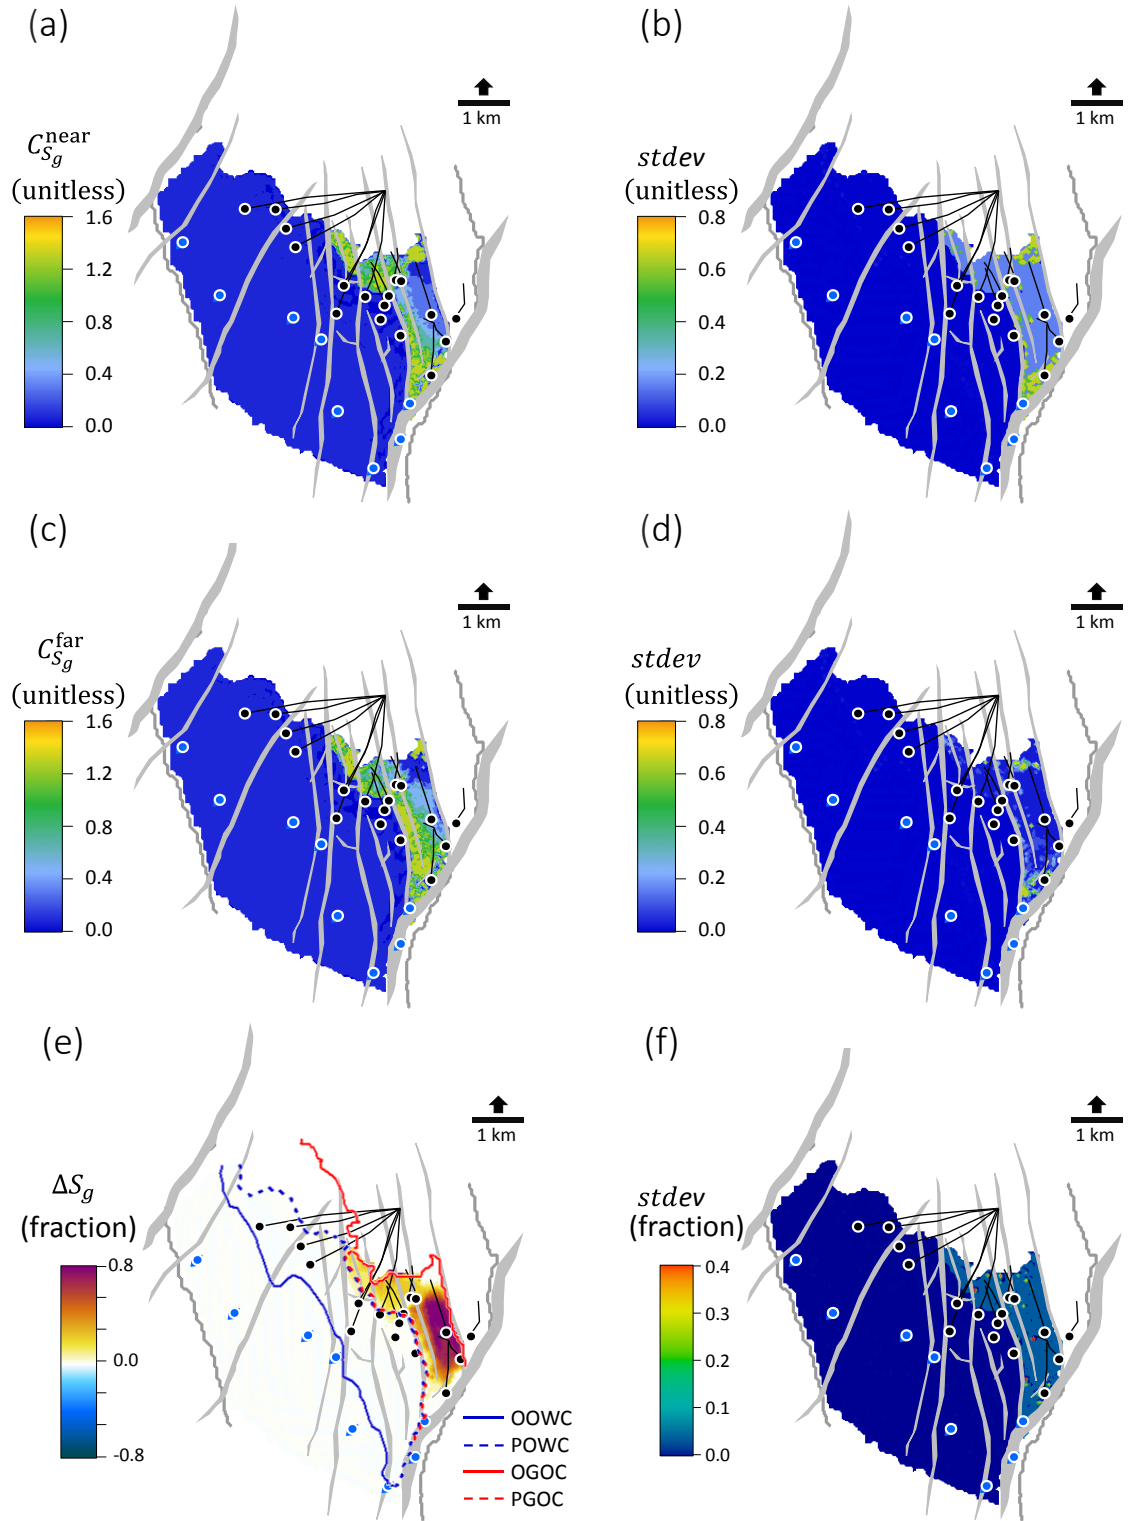 (a)
1 km
C_{S_g}^{near}
(unitless)
1.6
1.2
0.8
0.4
0.0
(b)
1 km
stdev
(unitless)
0.8
0.6
0.4
0.2
0.0
(c)
1 km
C_{S_g}^{far}
(unitless)
1.6
1.2
0.8
0.4
0.0
(d)
1 km
stdev
(unitless)
0.8
0.6
0.4
0.2
0.0
(e)
1 km
ΔS_g
(fraction)
0.8
0.0
-0.8
OOWC
POWC
OGOC
PGOC
(f)
1 km
stdev
(fraction)
0.4
0.3
0.2
0.1
0.0